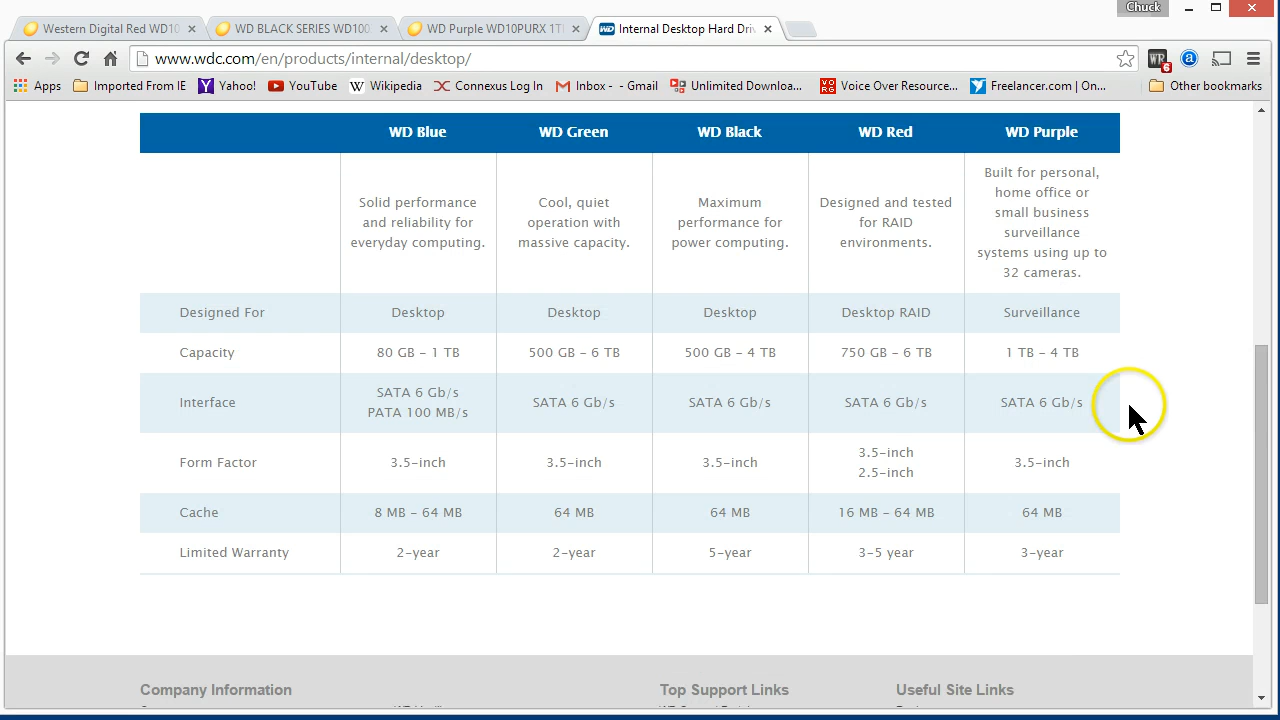 Chuck
Western Digital Red WD10
WD BLACK SERIES WD100
WD Purple WD10PURX 1TI
Internal Desktop Hard Driv
www.wdc.com/en/products/internal/desktop/
Apps
Imported From IE
Yahoo!
YouTube
Wikipedia
Connexus Log In
Inbox - - Gmail
Unlimited Downloa...
Voice Over Resource...
Freelancer.com | On...
Other bookmarks
WD Blue WD Green WD Black WD Red WD Purple
Solid performance
and reliability for
everyday computing.
Cool, quiet
operation with
massive capacity.
Maximum
performance for
power computing.
Designed and tested
for RAID
environments.
Built for personal,
home office or
small business
surveillance
systems using up to
32 cameras.
Designed For Desktop Desktop Desktop Desktop RAID Surveillance
Capacity 80 GB – 1 TB 500 GB – 6 TB 500 GB – 4 TB 750 GB – 6 TB 1 TB – 4 TB
Interface
SATA 6 Gb/s
PATA 100 MB/s
SATA 6 Gb/s
SATA 6 Gb/s
SATA 6 Gb/s
SATA 6 Gb/s
Form Factor
3.5-inch
3.5-inch
3.5-inch
3.5-inch
2.5-inch
3.5-inch
Cache 8 MB – 64 MB 64 MB 64 MB 16 MB – 64 MB 64 MB
Limited Warranty 2-year 2-year 5-year 3-5 year 3-year
Company Information Top Support Links Useful Site Links